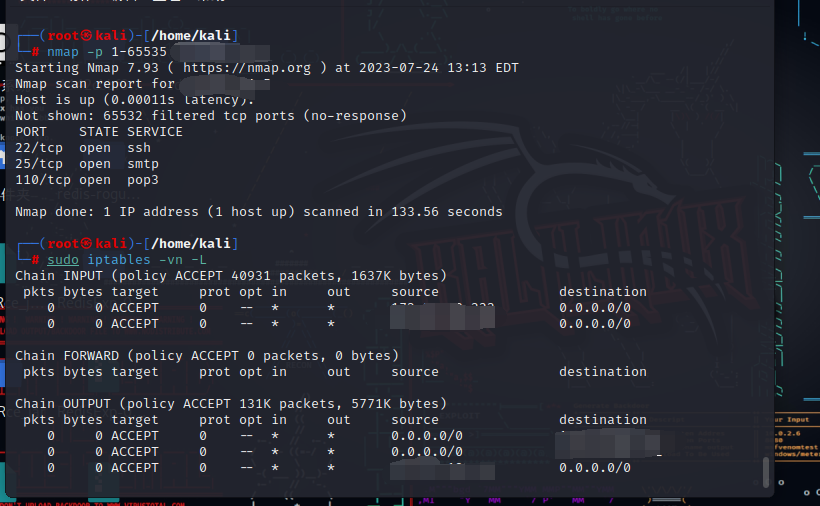 ┌──(root㉿kali)-[/home/kali]
└─# nmap -p 1-65535
Starting Nmap 7.93 ( https://nmap.org ) at 2023-07-24 13:13 EDT
Nmap scan report for
Host is up (0.00011s latency).
Not shown: 65532 filtered tcp ports (no-response)
PORT    STATE SERVICE
22/tcp  open  ssh
25/tcp  open  smtp
110/tcp open  pop3
Nmap done: 1 IP address (1 host up) scanned in 133.56 seconds
┌──(root㉿kali)-[/home/kali]
└─# sudo iptables -vn -L
Chain INPUT (policy ACCEPT 40931 packets, 1637K bytes)
pkts bytes target     prot opt in     out     source               destination
0     0 ACCEPT     0    --  *      *                            0.0.0.0/0
0     0 ACCEPT     0    --  *      *                            0.0.0.0/0
Chain FORWARD (policy ACCEPT 0 packets, 0 bytes)
pkts bytes target     prot opt in     out     source               destination
Chain OUTPUT (policy ACCEPT 131K packets, 5771K bytes)
pkts bytes target     prot opt in     out     source               destination
0     0 ACCEPT     0    --  *      *       0.0.0.0/0
0     0 ACCEPT     0    --  *      *       0.0.0.0/0
0     0 ACCEPT     0    --  *      *                            0.0.0.0/0
KALI LINUX